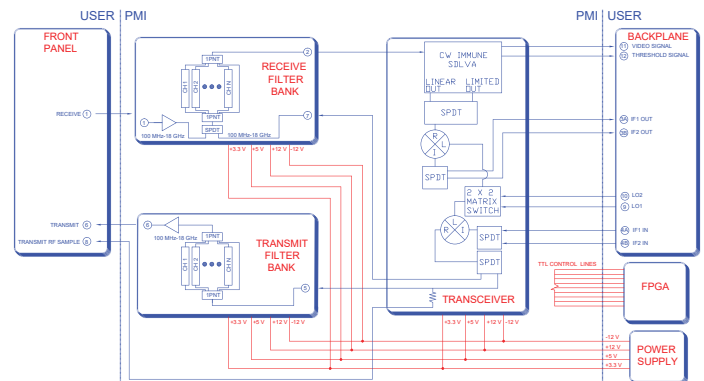 USER PMI
PMI USER
FRONT
PANEL
RECEIVE 1
TRANSMIT 6
TRANSMIT RF SAMPLE 8
1PNT
2
CH 1
CH 2
CH N
RECEIVE
FILTER
BANK
1PNT
7
1
SPDT
100 MHz-18 GHz
100 MHz-18 GHz
+3.3 V
+5 V
+12 V
-12 V
6
100 MHz-18 GHz
1PNT
CH 1
CH 2
CH N
TRANSMIT
FILTER
BANK
1PNT
5
+3.3 V
+5 V
+12 V
-12 V
CW IMMUNE
SDLVA
LINEAR
OUT
LIMITED
OUT
SPDT
R
L
I
SPDT
2 X 2
MATRIX
SWITCH
L
R
I
SPDT
SPDT
TRANSCEIVER
+3.3 V
+5 V
+12 V
-12 V
BACKPLANE
11 VIDEO SIGNAL
12 THRESHOLD SIGNAL
3A IF1 OUT
3B IF2 OUT
10 LO2
9 LO1
4A IF1 IN
4B IF2 IN
TTL CONTROL LINES
FPGA
-12 V
+12 V
+5 V
+3.3 V
POWER
SUPPLY